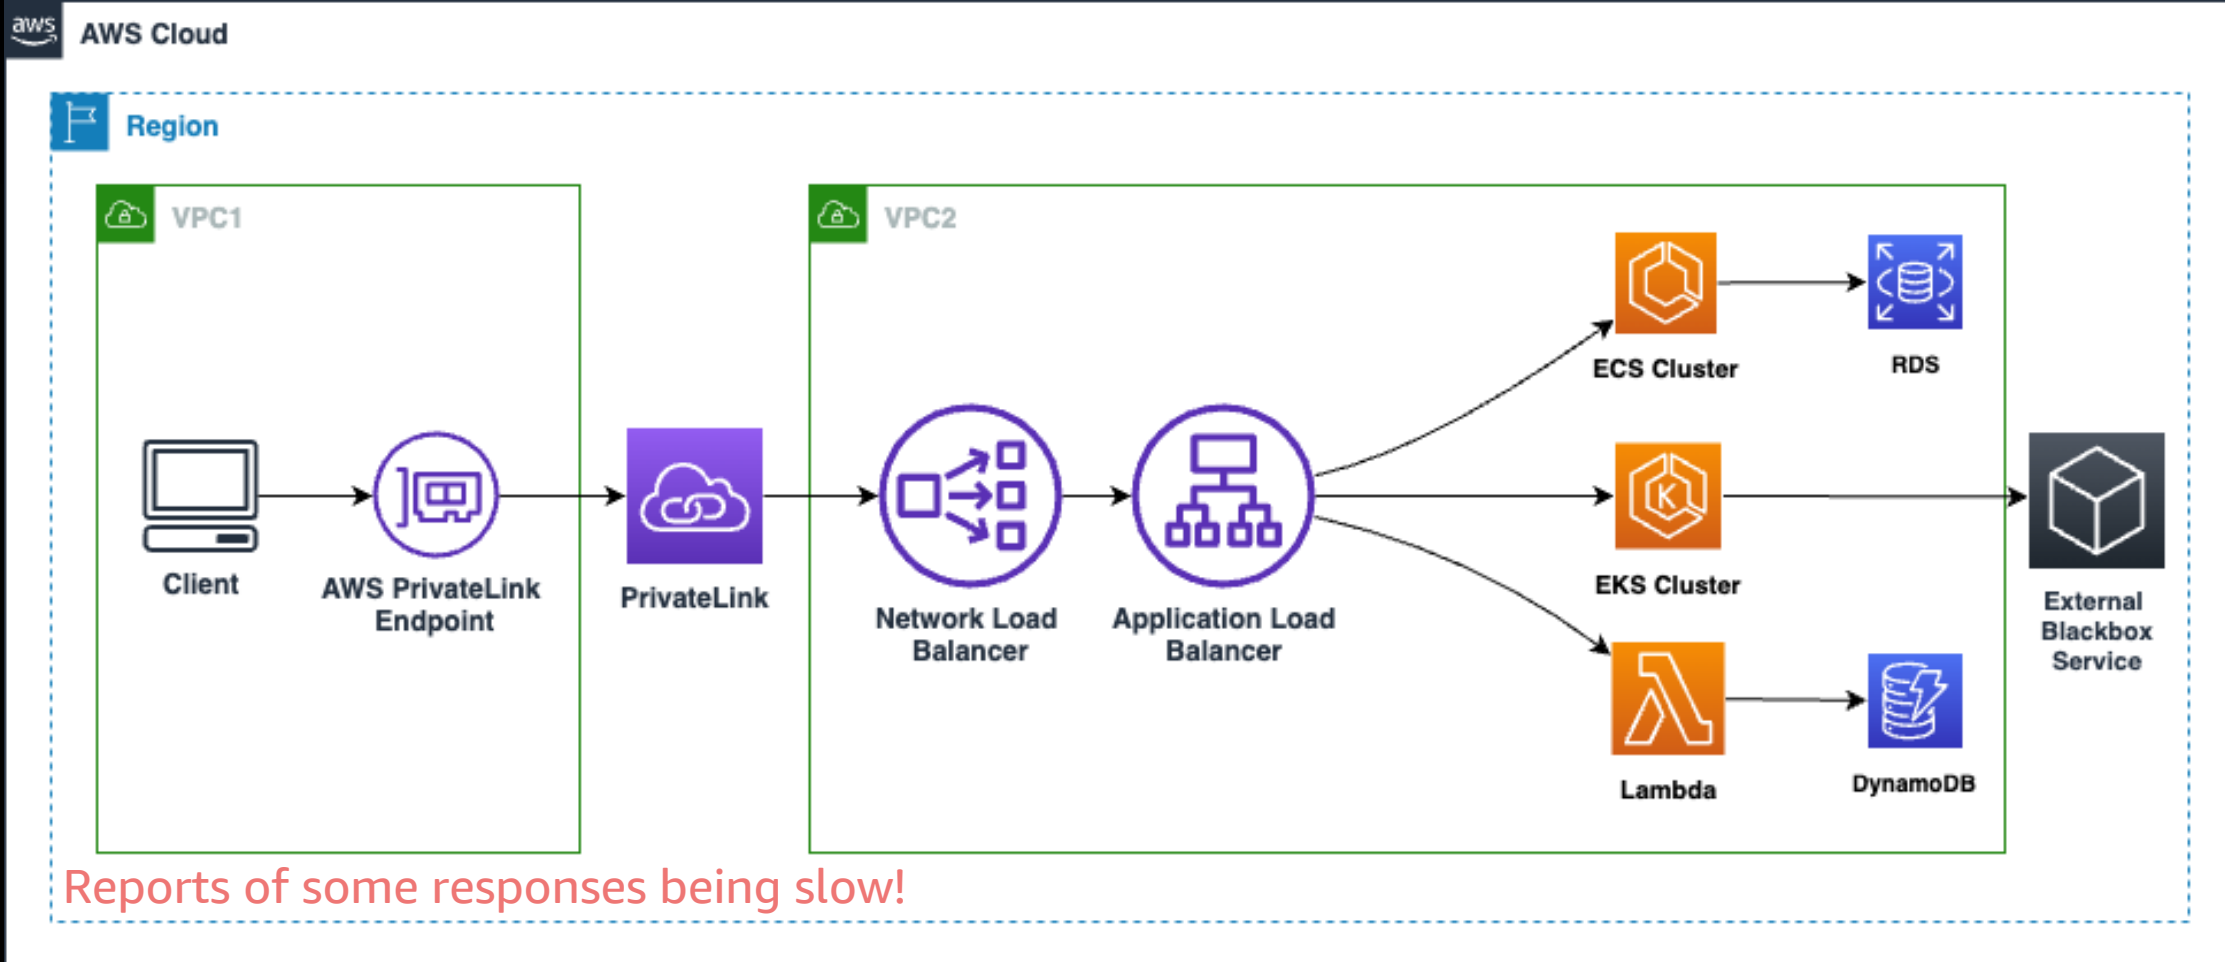 aws
AWS Cloud
Region
VPC1
VPC2
Client
AWS PrivateLink
Endpoint
PrivateLink
Network Load
Balancer
Application Load
Balancer
ECS Cluster
RDS
K
EKS Cluster
External
Blackbox
Service
Lambda
DynamoDB
Reports of some responses being slow!